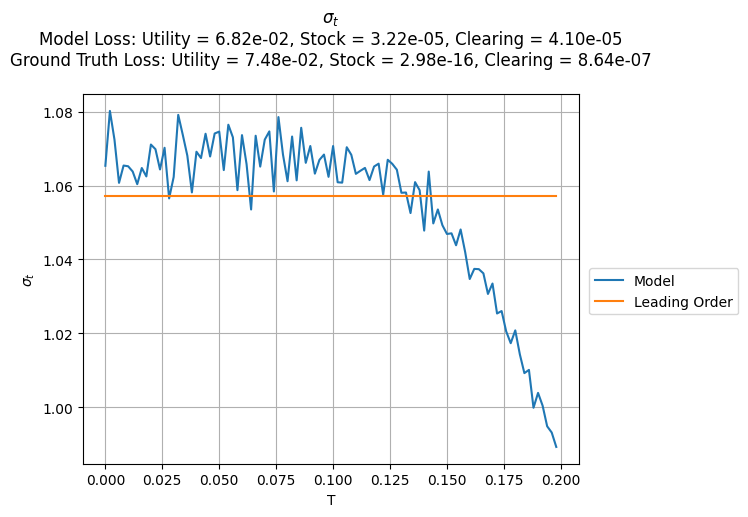 σt
Model Loss: Utility = 6.82e-02, Stock = 3.22e-05, Clearing = 4.10e-05
Ground Truth Loss: Utility = 7.48e-02, Stock = 2.98e-16, Clearing = 8.64e-07
1.08
1.06
1.04
1.02
1.00
σt
0.000 0.025 0.050 0.075 0.100 0.125 0.150 0.175 0.200
T
Model
Leading Order